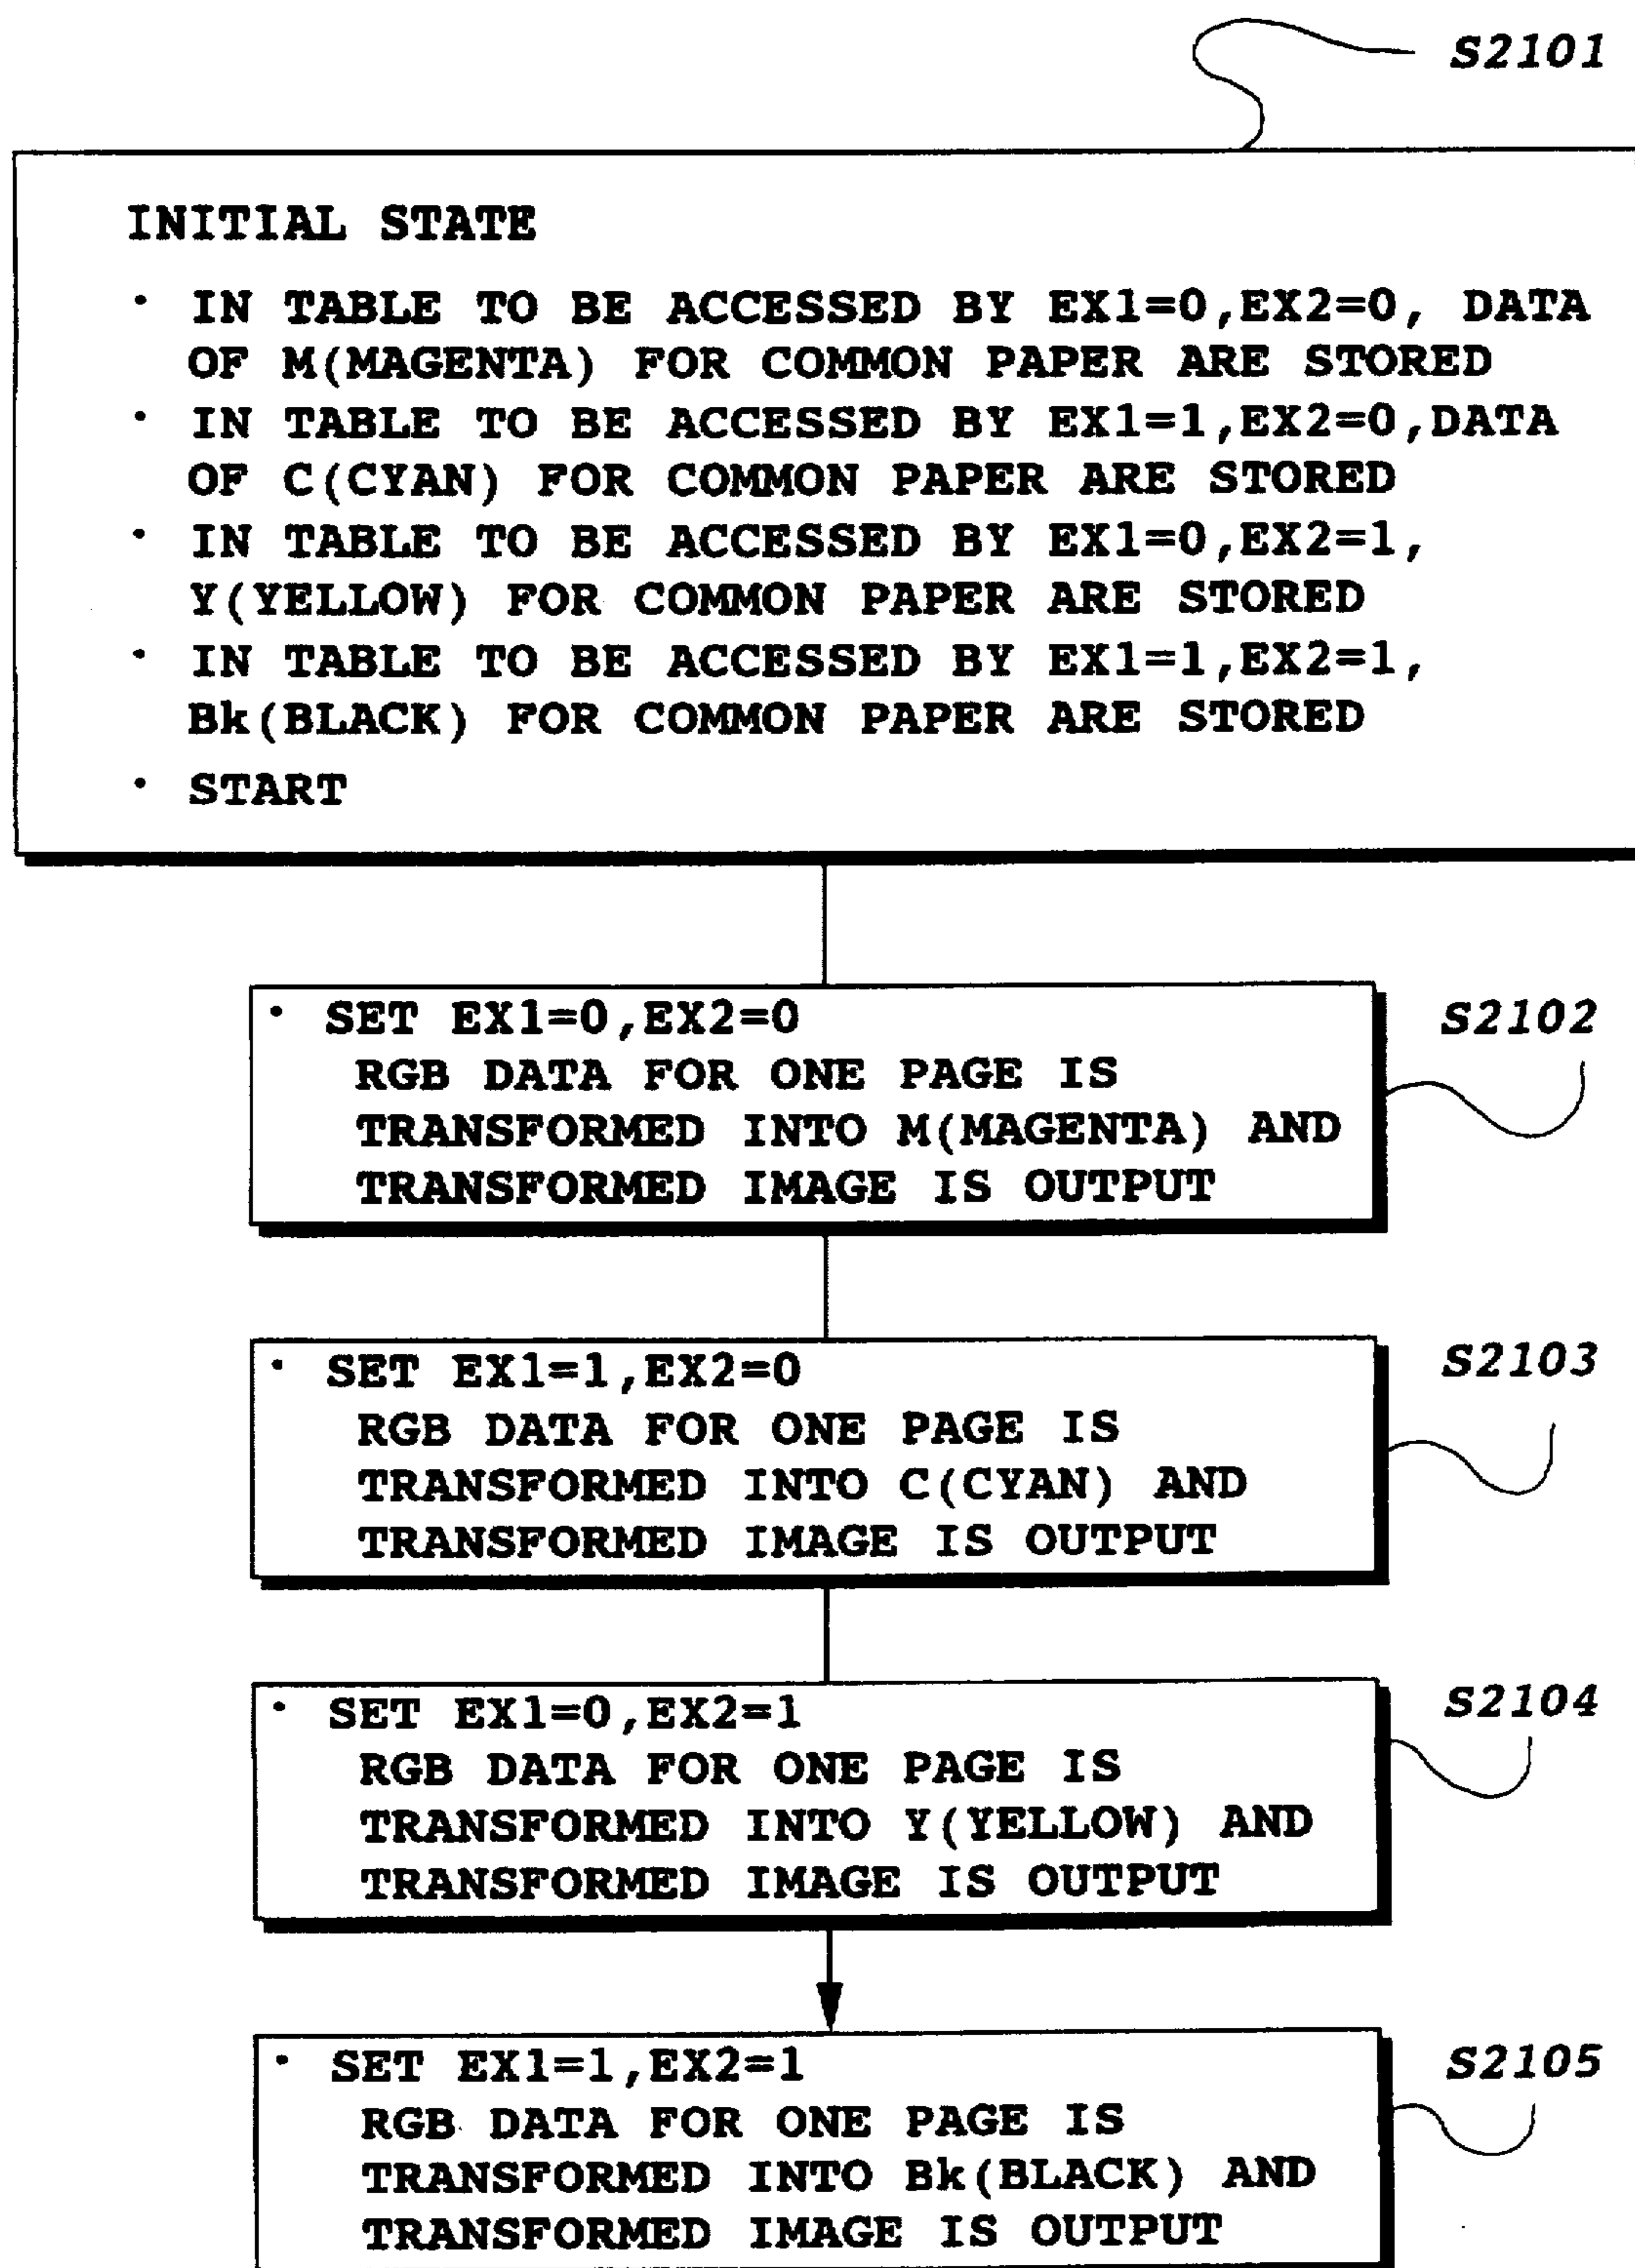 S2101
INITIAL STATE
· IN TABLE TO BE ACCESSED BY EX1=0,EX2=0, DATA
OF M(MAGENTA) FOR COMMON PAPER ARE STORED
· IN TABLE TO BE ACCESSED BY EX1=1,EX2=0,DATA
OF C(CYAN) FOR COMMON PAPER ARE STORED
· IN TABLE TO BE ACCESSED BY EX1=0,EX2=1,
Y(YELLOW) FOR COMMON PAPER ARE STORED
· IN TABLE TO BE ACCESSED BY EX1=1,EX2=1,
Bk(BLACK) FOR COMMON PAPER ARE STORED
· START
· SET EX1=0,EX2=0
RGB DATA FOR ONE PAGE IS
TRANSFORMED INTO M(MAGENTA) AND
TRANSFORMED IMAGE IS OUTPUT
S2102
· SET EX1=1,EX2=0
RGB DATA FOR ONE PAGE IS
TRANSFORMED INTO C(CYAN) AND
TRANSFORMED IMAGE IS OUTPUT
S2103
· SET EX1=0,EX2=1
RGB DATA FOR ONE PAGE IS
TRANSFORMED INTO Y(YELLOW) AND
TRANSFORMED IMAGE IS OUTPUT
S2104
· SET EX1=1,EX2=1
RGB DATA FOR ONE PAGE IS
TRANSFORMED INTO Bk(BLACK) AND
TRANSFORMED IMAGE IS OUTPUT
S2105